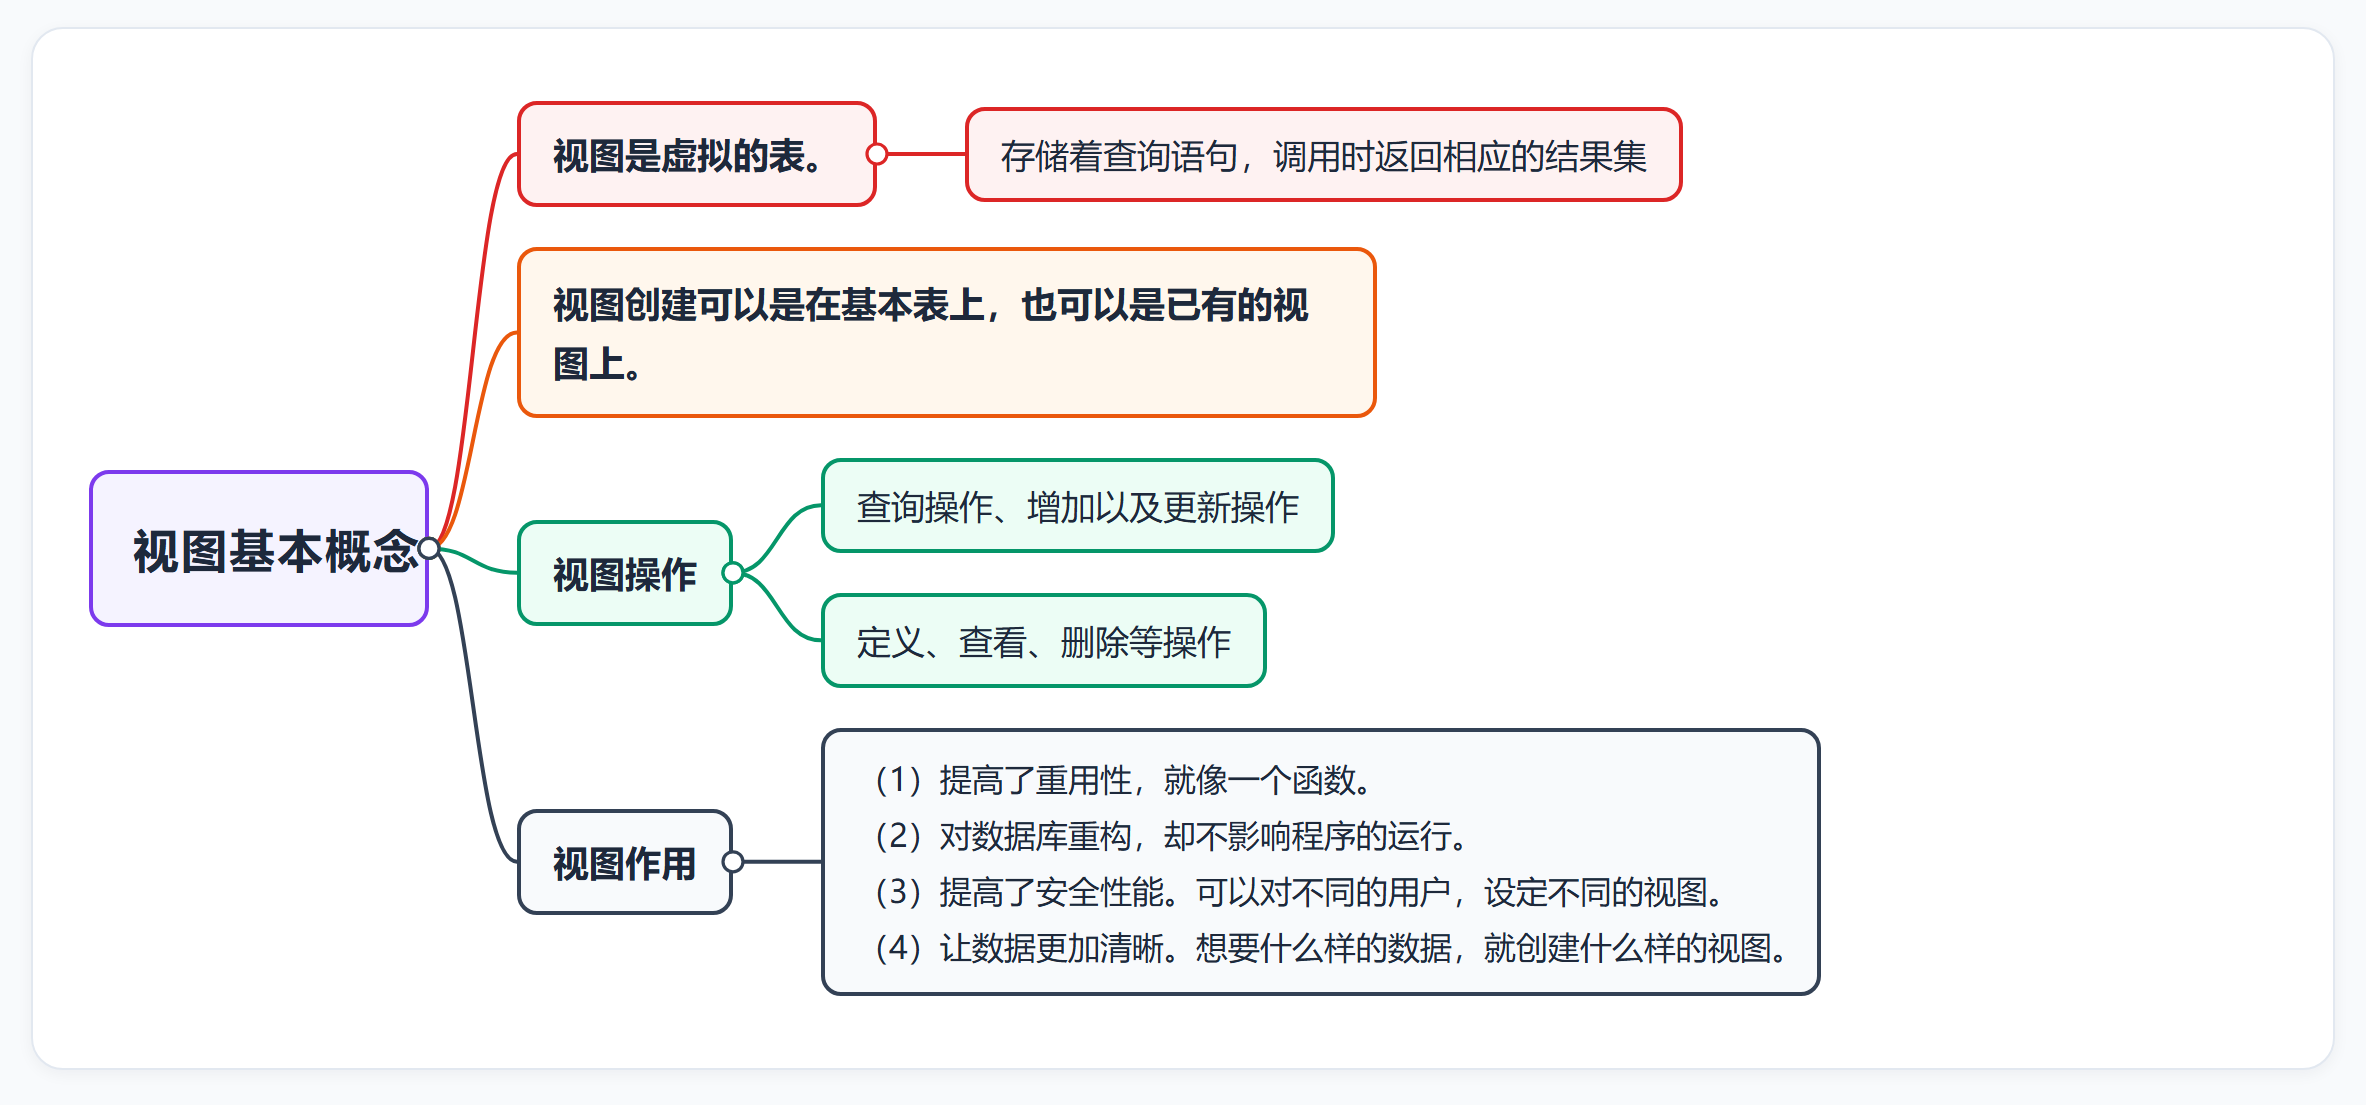 视图是虚拟的表。
存储着查询语句，调用时返回相应的结果集
视图创建可以是在基本表上，也可以是已有的视
图上。
视图基本概念
查询操作、增加以及更新操作
视图操作
定义、查看、删除等操作
视图作用
（1）提高了重用性，就像一个函数。
（2）对数据库重构，却不影响程序的运行。
（3）提高了安全性能。可以对不同的用户，设定不同的视图。
（4）让数据更加清晰。想要什么样的数据，就创建什么样的视图。